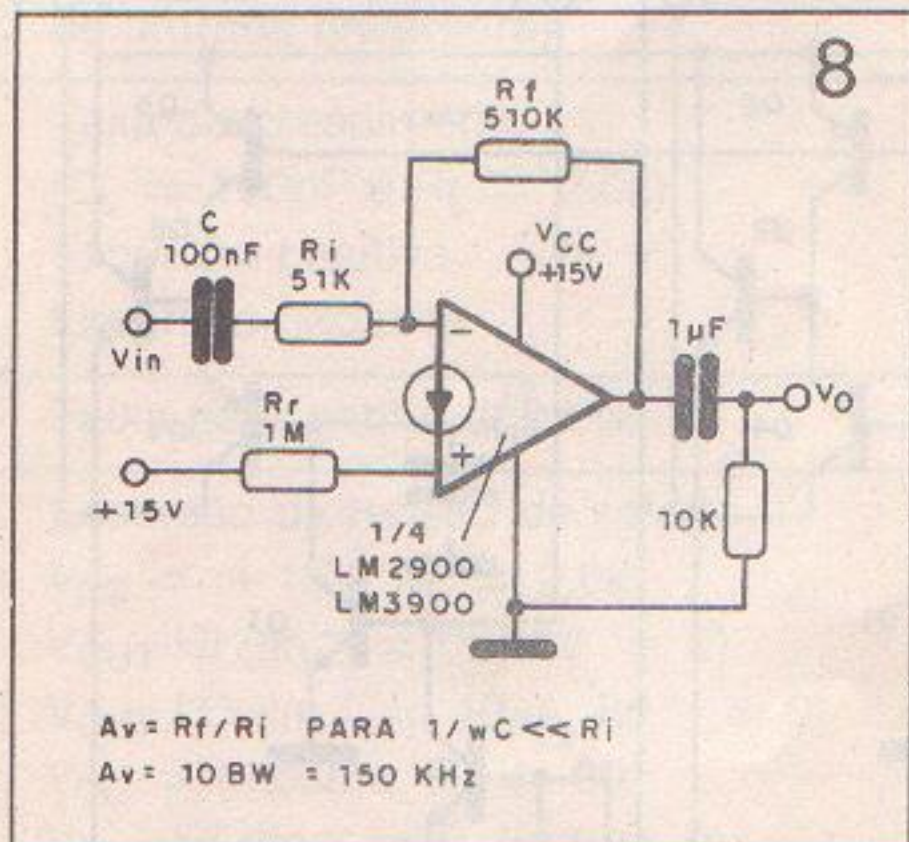 8
Rf
510K
C
100nF
Ri
51K
VCC
+15V
1µF
Vin
−
Vo
Rr
1M
+
+15V
10K
1/4
LM2900
LM3900
Av = Rf/Ri PARA 1/wC << Ri
Av = 10 BW = 150 KHz